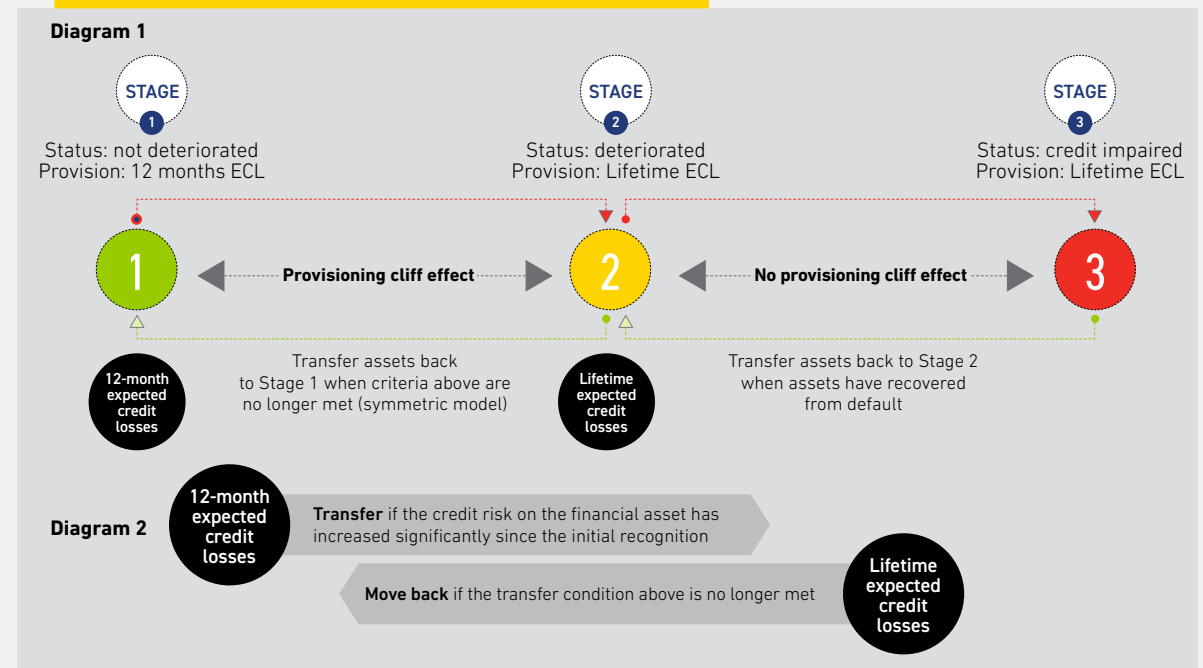 Diagram 1
STAGE
1
Status: not deteriorated
Provision: 12 months ECL
STAGE
2
Status: deteriorated
Provision: Lifetime ECL
STAGE
3
Status: credit impaired
Provision: Lifetime ECL
1
Provisioning cliff effect
2
No provisioning cliff effect
3
12-month
expected
credit
losses
Transfer assets back
to Stage 1 when criteria above are
no longer met (symmetric model)
Lifetime
expected
credit
losses
Transfer assets back to Stage 2
when assets have recovered
from default
Diagram 2
12-month
expected
credit
losses
Transfer if the credit risk on the financial asset has
increased significantly since the initial recognition
Move back if the transfer condition above is no longer met
Lifetime
expected
credit
losses